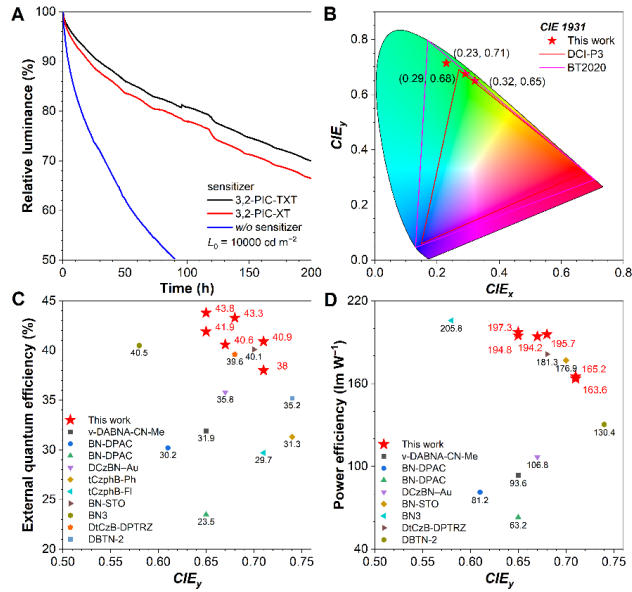 A
100
90
80
70
60
50
Relative luminance (%)
sensitizer
3,2-PIC-TXT
3,2-PIC-XT
w/o sensitizer
L0 = 10000 cd m−2
0
50
100
150
200
Time (h)
B
CIE 1931
This work
DCI-P3
BT2020
(0.23, 0.71)
(0.29, 0.68)
(0.32, 0.65)
0.8
0.6
0.4
0.2
0.0
CIEy
0.0
0.2
0.4
0.6
0.8
CIEx
C
45
40
35
30
25
20
External quantum efficiency (%)
43.8
43.3
41.9
40.9
40.6
38
40.5
40.1
39.6
35.8
35.2
31.9
31.3
30.2
29.7
23.5
This work
v-DABNA-CN-Me
BN-DPAC
BN-DPAC
DCzBN-Au
tCzphB-Ph
tCzphB-Fl
BN-STO
BN3
DtCzB-DPTRZ
DBTN-2
0.50
0.55
0.60
0.65
0.70
0.75
CIEy
D
220
160
100
40
Power efficiency (lm W−1)
205.8
197.3
195.7
194.8
194.2
181.3
176.9
165.2
163.6
130.4
106.8
93.6
81.2
63.2
This work
v-DABNA-CN-Me
BN-DPAC
BN-DPAC
DCzBN-Au
BN-STO
BN3
DtCzB-DPTRZ
DBTN-2
0.50
0.55
0.60
0.65
0.70
0.75
CIEy